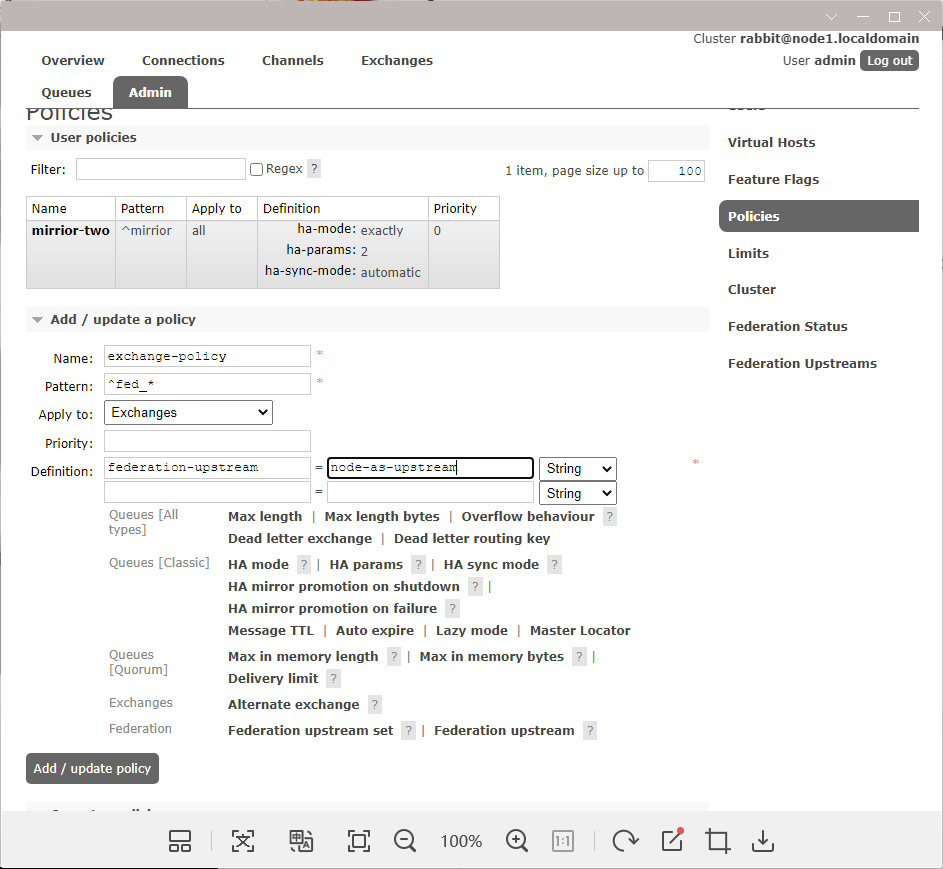 Cluster rabbit@node1.localdomain
Overview Connections Channels Exchanges
User admin Log out
Queues Admin
Policies
User policies
Virtual Hosts
Filter: Regex ? 1 item, page size up to 100
Feature Flags
Name Pattern Apply to Definition Priority
Policies
mirrior-two ^mirrior all ha-mode: exactly 0
ha-params: 2
ha-sync-mode: automatic
Limits
Cluster
Add / update a policy
Federation Status
Name: exchange-policy *
Federation Upstreams
Pattern: ^fed_* *
Apply to: Exchanges
Priority:
Definition: federation-upstream = node-as-upstream String *
= String
Queues [All types] Max length | Max length bytes | Overflow behaviour ?
Dead letter exchange | Dead letter routing key
Queues [Classic] HA mode ? | HA params ? | HA sync mode ?
HA mirror promotion on shutdown ? |
HA mirror promotion on failure ?
Message TTL | Auto expire | Lazy mode | Master Locator
Queues [Quorum] Max in memory length ? | Max in memory bytes ? |
Delivery limit ?
Exchanges Alternate exchange ?
Federation Federation upstream set ? | Federation upstream ?
Add / update policy
100% 1:1